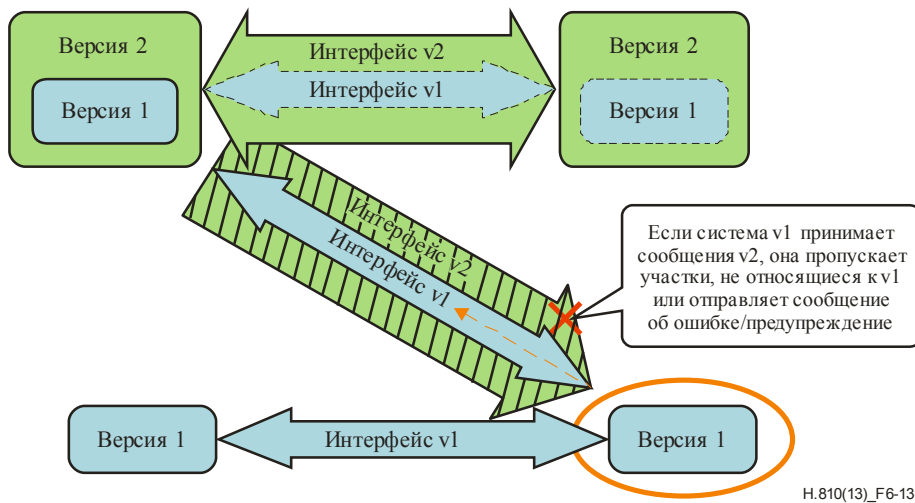 Версия 2
Интерфейс v2
Версия 2
Версия 1
Интерфейс v1
Версия 1
Интерфейс v2
Интерфейс v1
Если система v1 принимает
сообщения v2, она пропускает
участки, не относящиеся к v1
или отправляет сообщение
об ошибке/предупреждение
Версия 1
Интерфейс v1
Версия 1
H.810(13)_F6-13